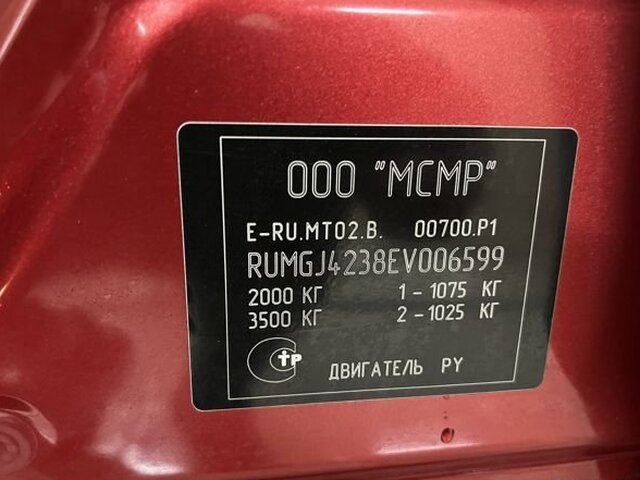 ООО "МСМР"
E-RU.MT02.B. 00700.P1
RUMGJ4238EV006599
2000 КГ 1 - 1075 КГ
3500 КГ 2 - 1025 КГ
ТР ДВИГАТЕЛЬ PY